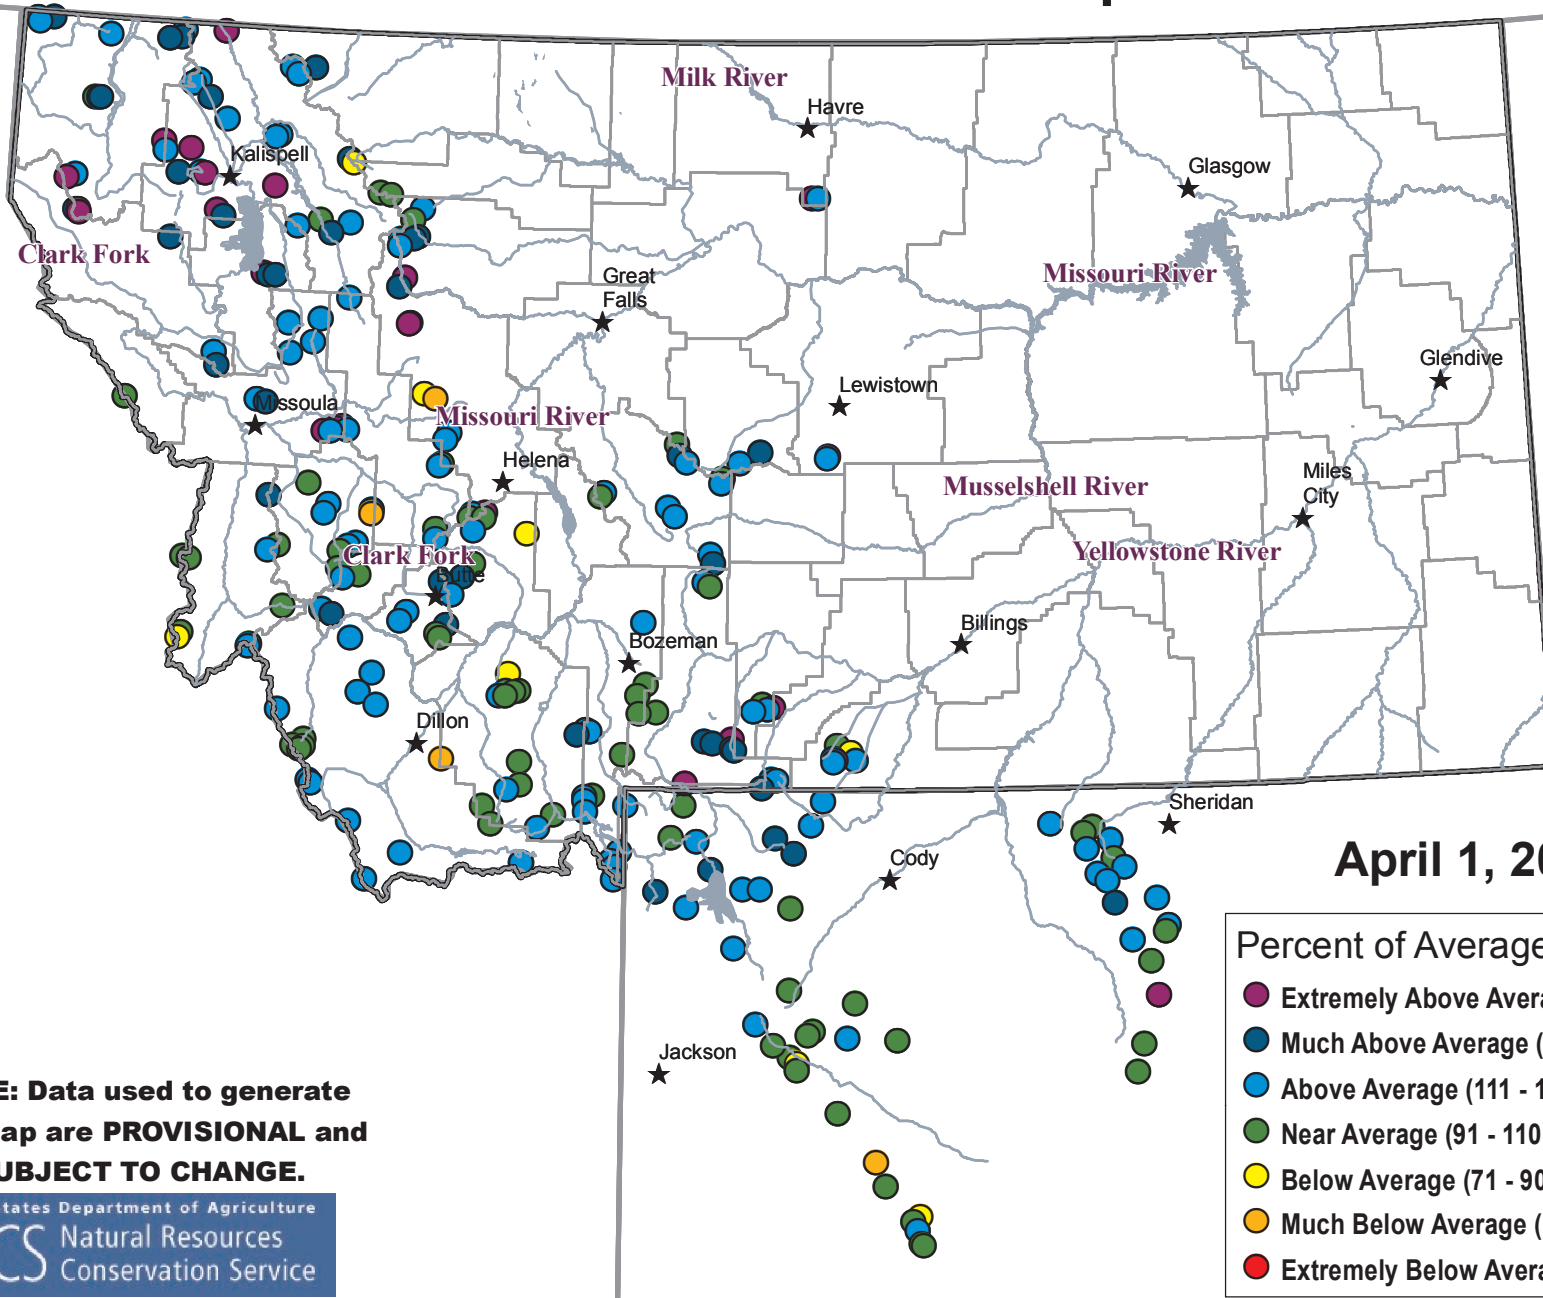 Milk River
Havre
Kalispell
Glasgow
Clark Fork
Great
Falls
Missouri River
Glendive
Lewistown
Missoula
Missouri River
Helena
Musselshell River
Miles
City
Clark Fork
Butte
Yellowstone River
Billings
Bozeman
Dillon
Sheridan
Cody
Jackson
April 1, 20
Percent of Average
Extremely Above Avera
Much Above Average (
Above Average (111 - 1
Near Average (91 - 110
Below Average (71 - 90
Much Below Average (
Extremely Below Avera
E: Data used to generate
ap are PROVISIONAL and
UBJECT TO CHANGE.
tates Department of Agriculture
CS
Natural Resources
Conservation Service